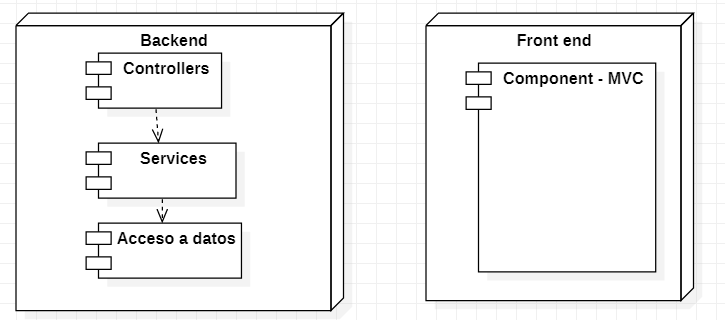 Backend
Controllers
Services
Acceso a datos
Front end
Component - MVC